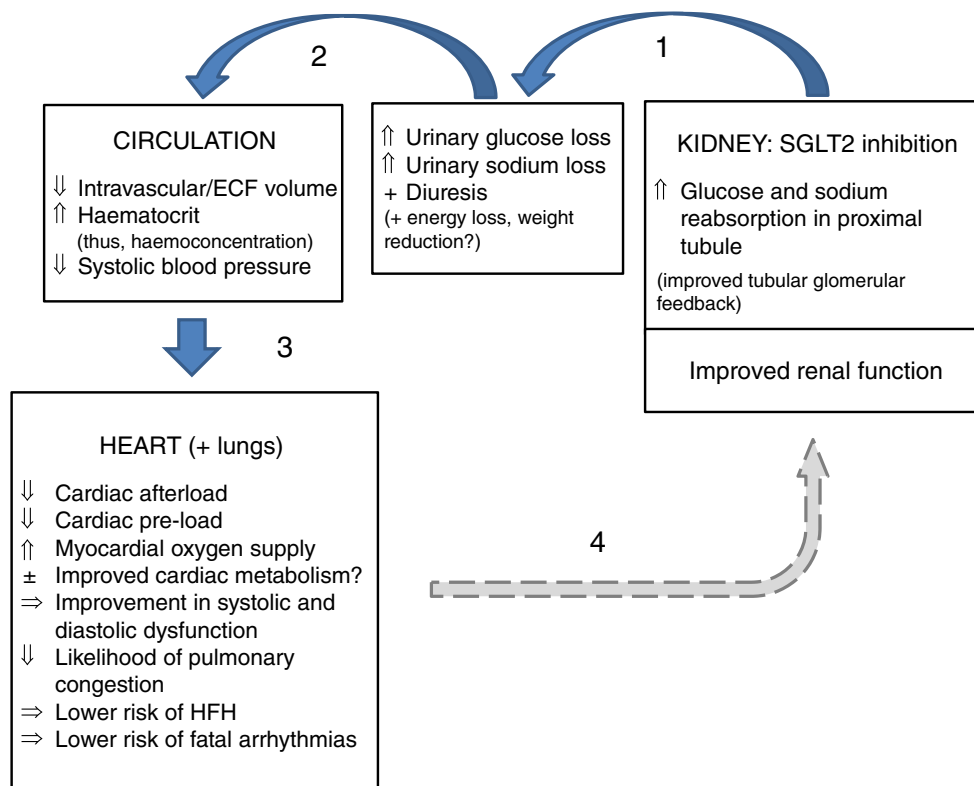 2
1
CIRCULATION
⇓ Intravascular/ECF volume
⇑ Haematocrit
(thus, haemoconcentration)
⇓ Systolic blood pressure
⇑ Urinary glucose loss
⇑ Urinary sodium loss
+ Diuresis
(+ energy loss, weight
reduction?)
KIDNEY: SGLT2 inhibition
⇑ Glucose and sodium
reabsorption in proximal
tubule
(improved tubular glomerular
feedback)
Improved renal function
3
HEART (+ lungs)
⇓ Cardiac afterload
⇓ Cardiac pre-load
⇑ Myocardial oxygen supply
± Improved cardiac metabolism?
⇒ Improvement in systolic and
diastolic dysfunction
⇓ Likelihood of pulmonary
congestion
⇒ Lower risk of HFH
⇒ Lower risk of fatal arrhythmias
4